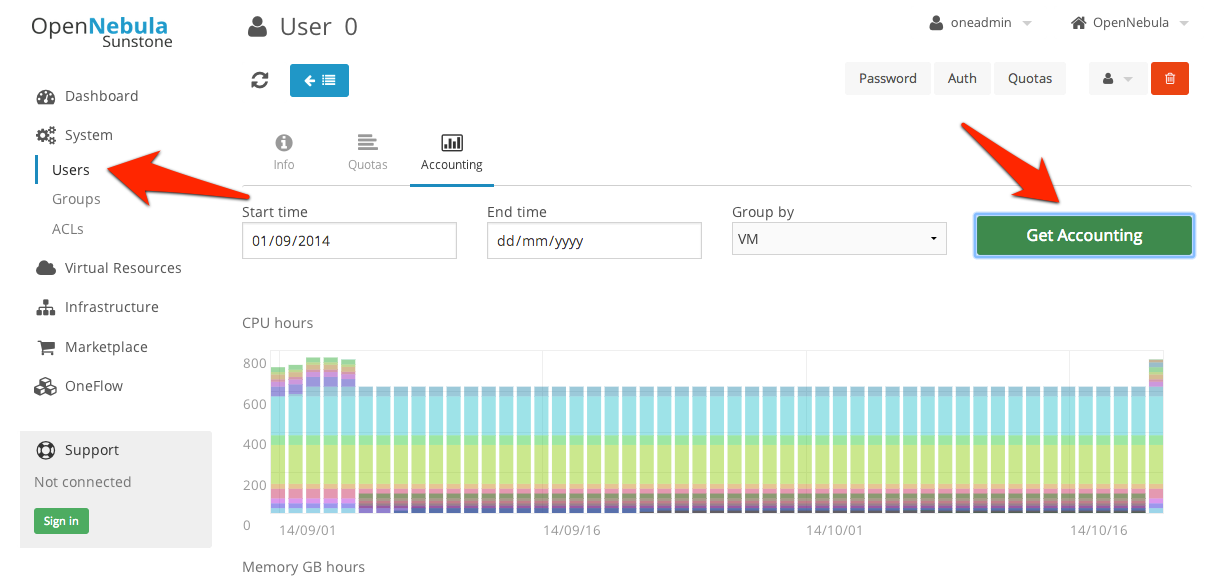 OpenNebula
Sunstone
User 0
oneadmin
OpenNebula
Password
Auth
Quotas
Dashboard
System
Users
Groups
ACLs
Virtual Resources
Infrastructure
Marketplace
OneFlow
Support
Not connected
Sign in
Info
Quotas
Accounting
Start time
End time
Group by
01/09/2014
dd/mm/yyyy
VM
Get Accounting
CPU hours
800
600
400
200
0
14/09/01
14/09/16
14/10/01
14/10/16
Memory GB hours